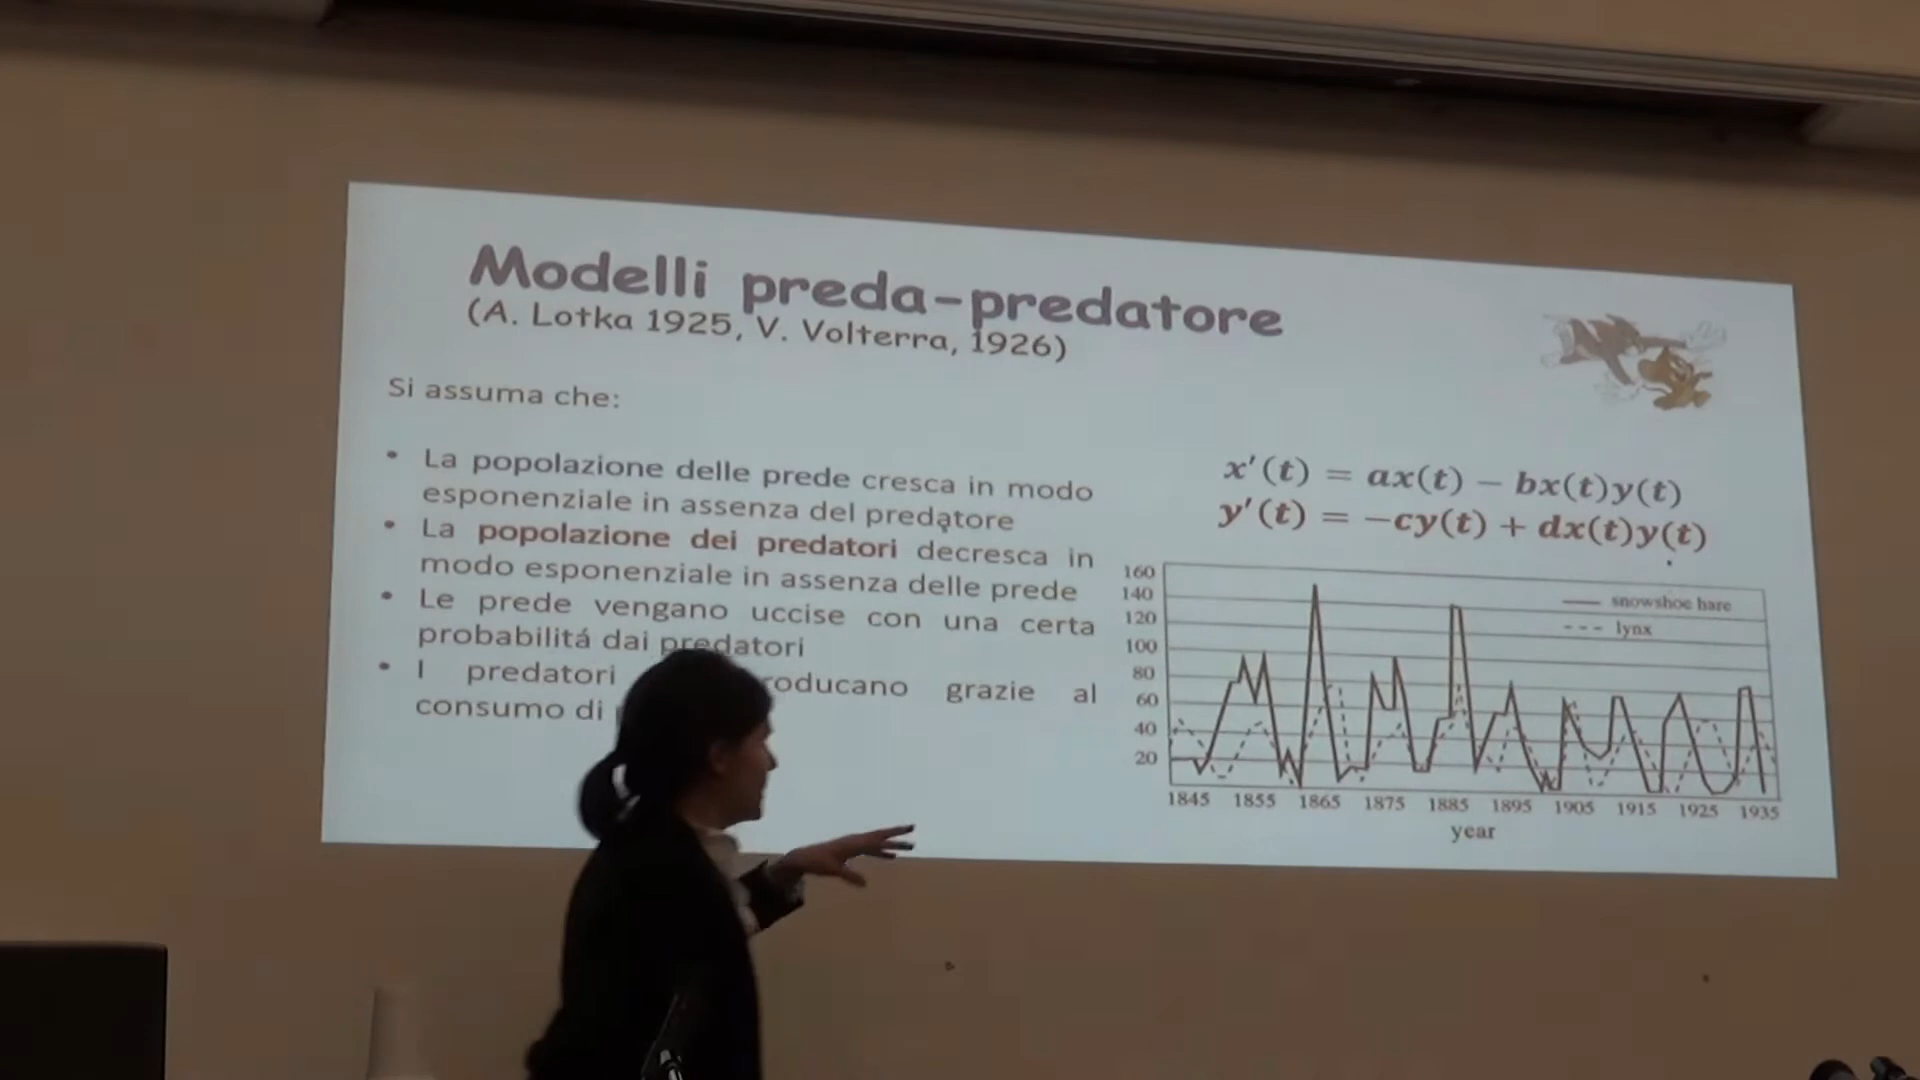 Modelli preda-predatore
(A. Lotka 1925, V. Volterra, 1926)
Si assuma che:
• La popolazione delle prede cresca in modo
esponenziale in assenza del predatore
• La popolazione dei predatori decresca in
modo esponenziale in assenza delle prede
• Le prede vengano uccise con una certa
probabilitá dai predatori
• I predatori roducano grazie al
consumo di
x'(t) = ax(t) − bx(t)y(t)
y'(t) = −cy(t) + dx(t)y(t)
160
140
120
100
80
60
40
20
snowshoe hare
lynx
1845 1855 1865 1875 1885 1895 1905 1915 1925 1935
year